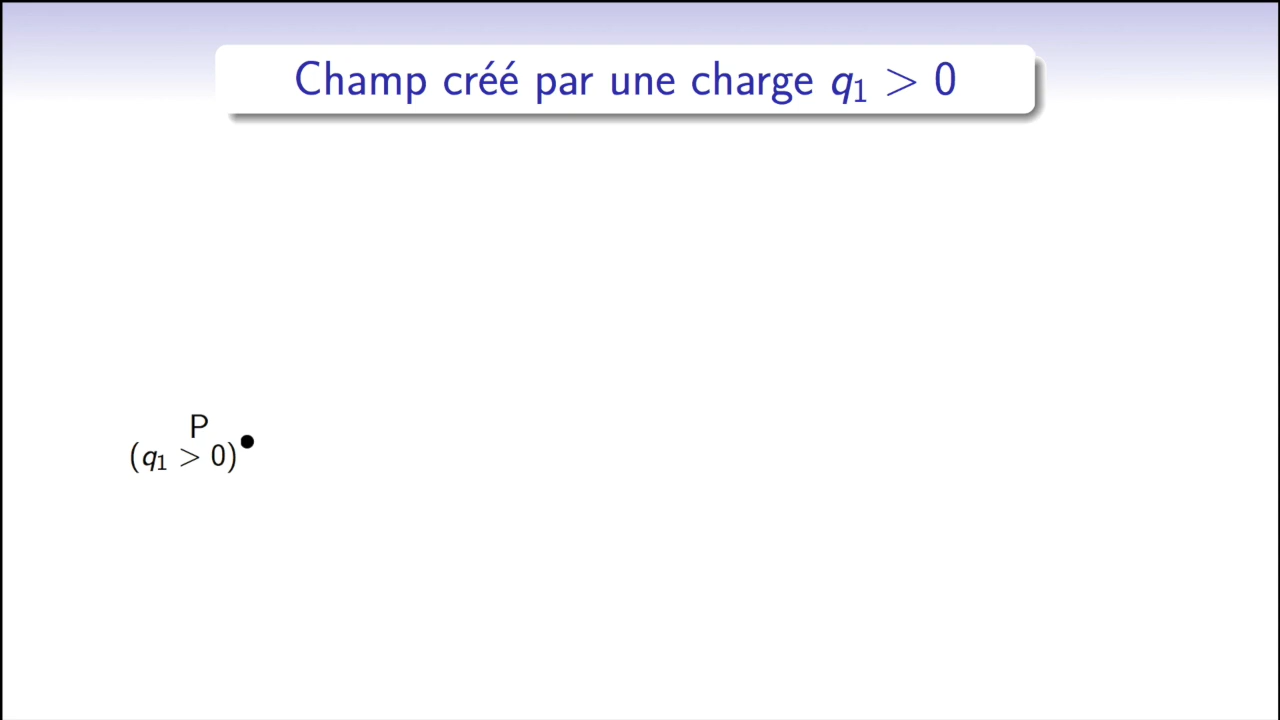 Champ créé par une charge q₁ > 0
P
(q₁ > 0)